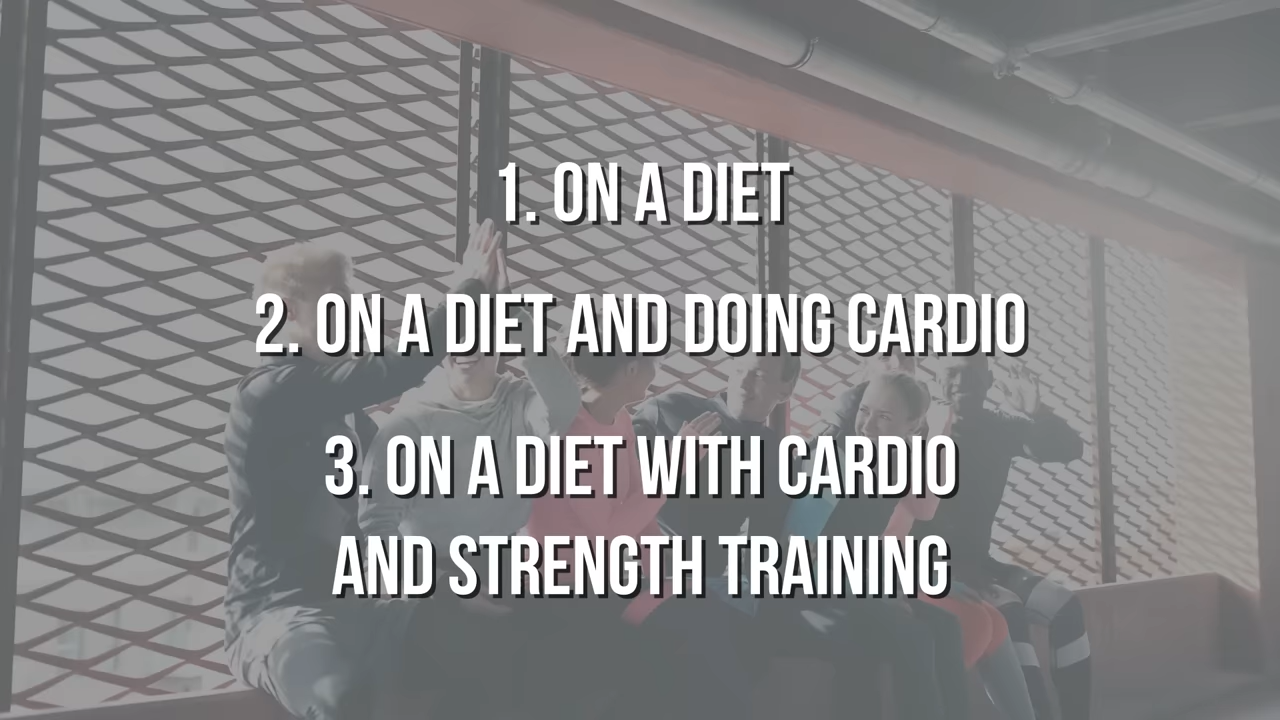 1. ON A DIET
2. ON A DIET AND DOING CARDIO
3. ON A DIET WITH CARDIO
AND STRENGTH TRAINING